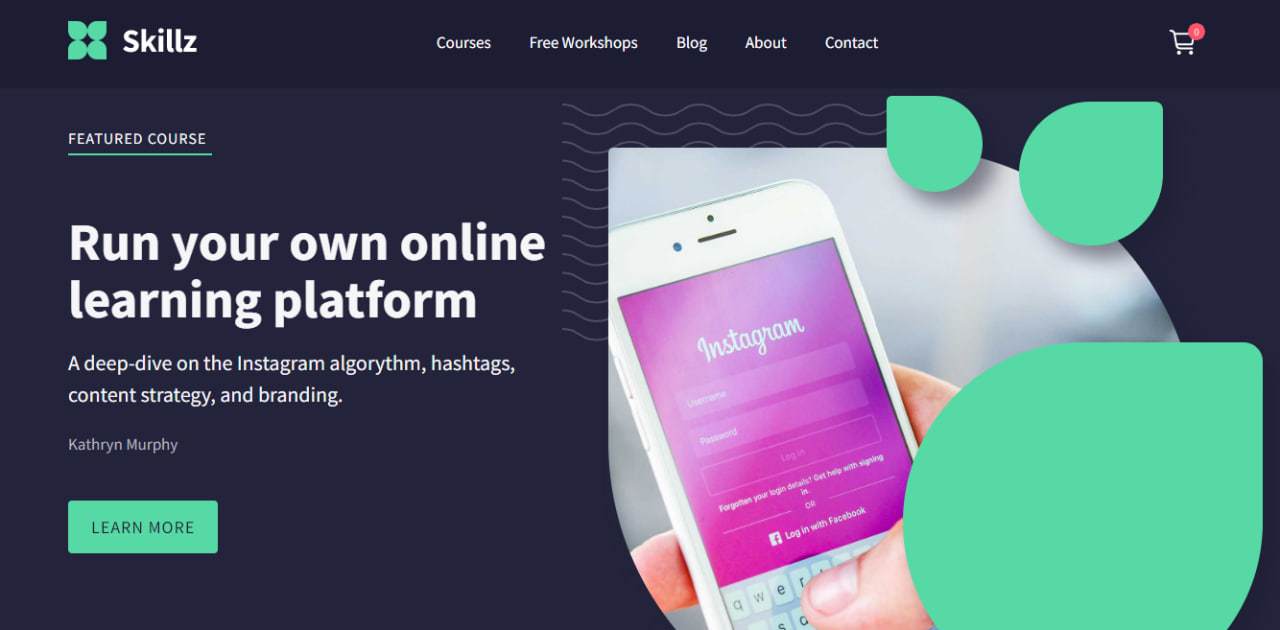 Skillz
Courses
Free Workshops
Blog
About
Contact
0
FEATURED COURSE
Run your own online
learning platform
A deep-dive on the Instagram algorythm, hashtags,
content strategy, and branding.
Kathryn Murphy
LEARN MORE
Instagram
Username
Password
Log in
Forgotten your login details? Get help with signing
in.
OR
Log in with Facebook
q w e r t
s